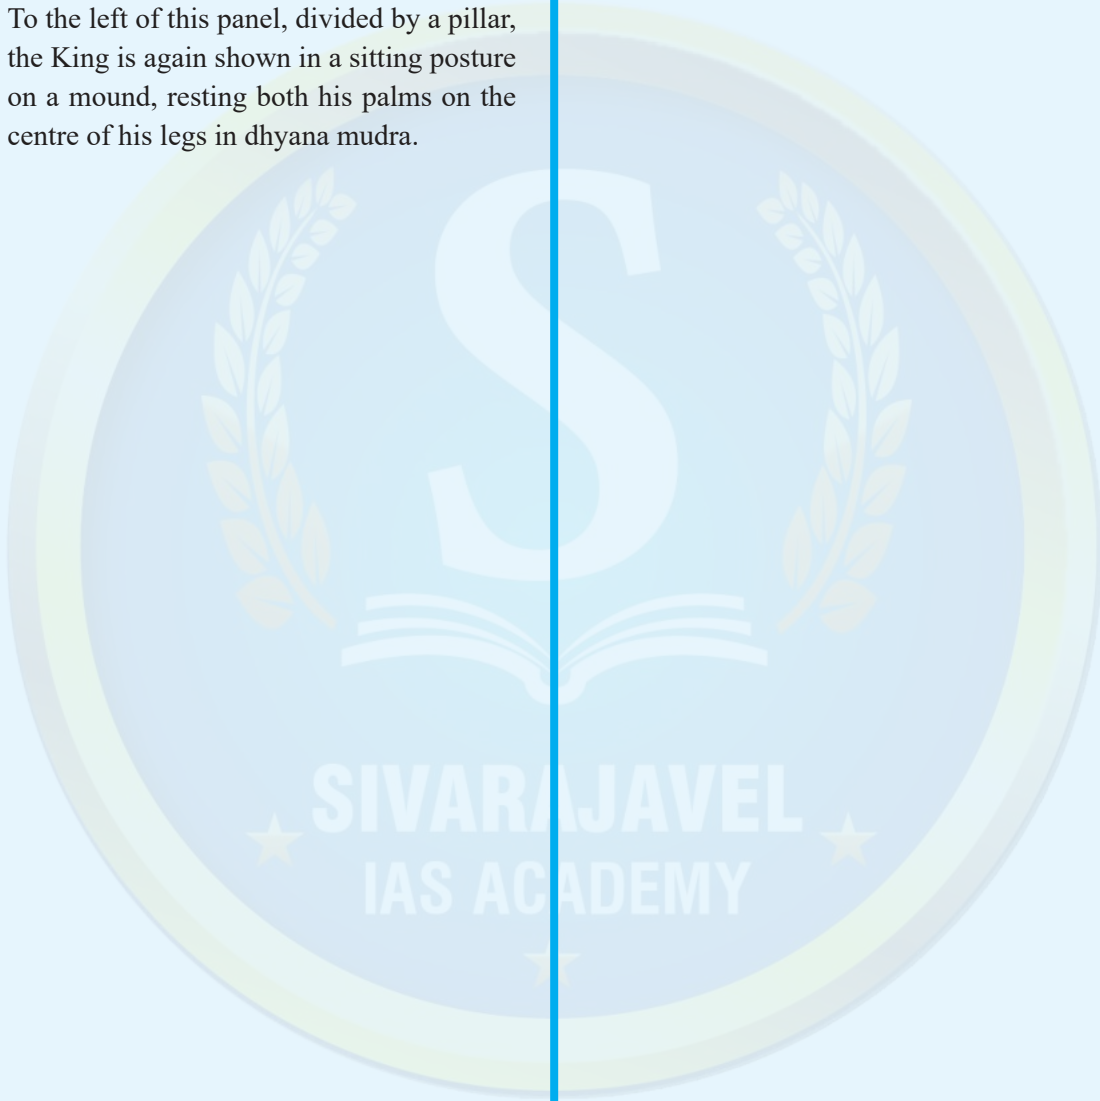 To the left of this panel, divided by a pillar,
the King is again shown in a sitting posture
on a mound, resting both his palms on the
centre of his legs in dhyana mudra.
S
SIVARAJAVEL
IAS ACADEMY